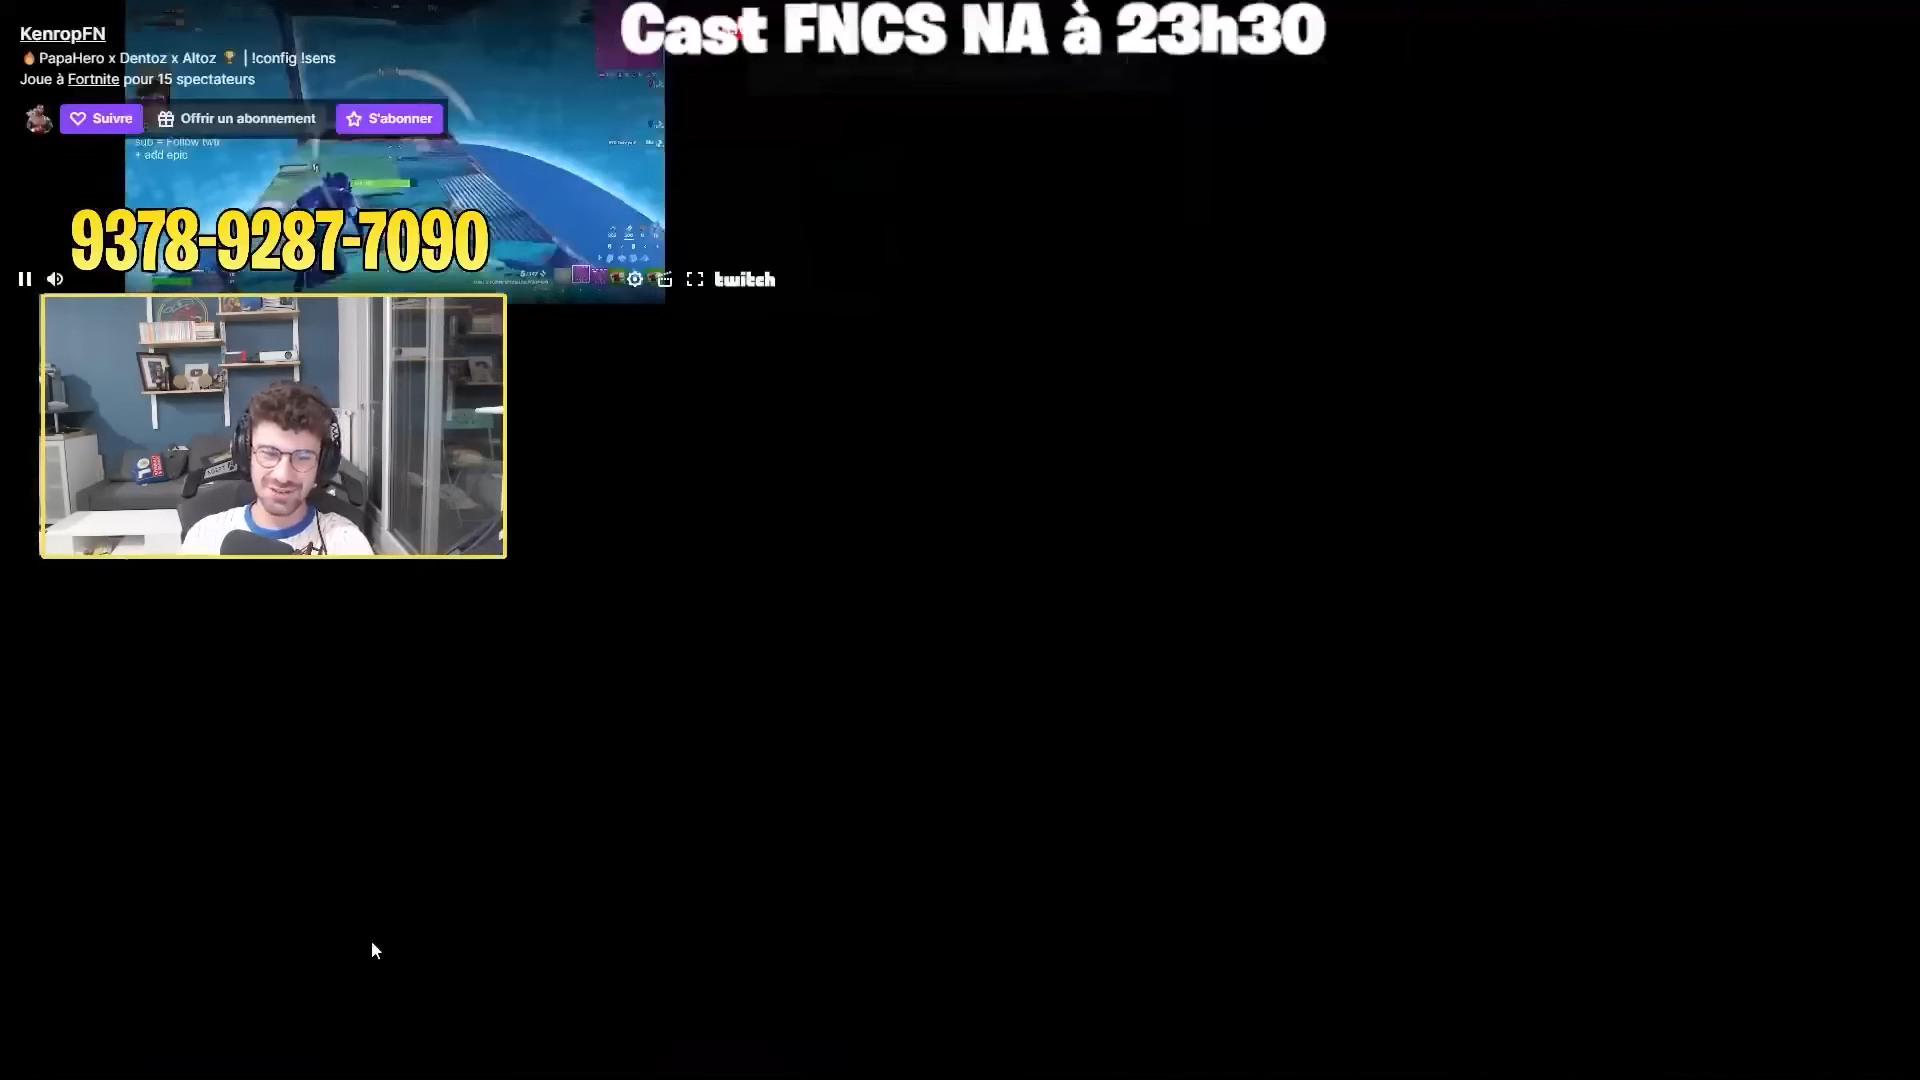 Cast FNCS NA à 23h30
KenropFN
🔥PapaHero x Dentoz x Altoz 🏆 | !config !sens
Joue à Fortnite pour 15 spectateurs
Suivre
Offrir un abonnement
S'abonner
sub = Follow twitt
+ add epic
9378-9287-7090
twitch